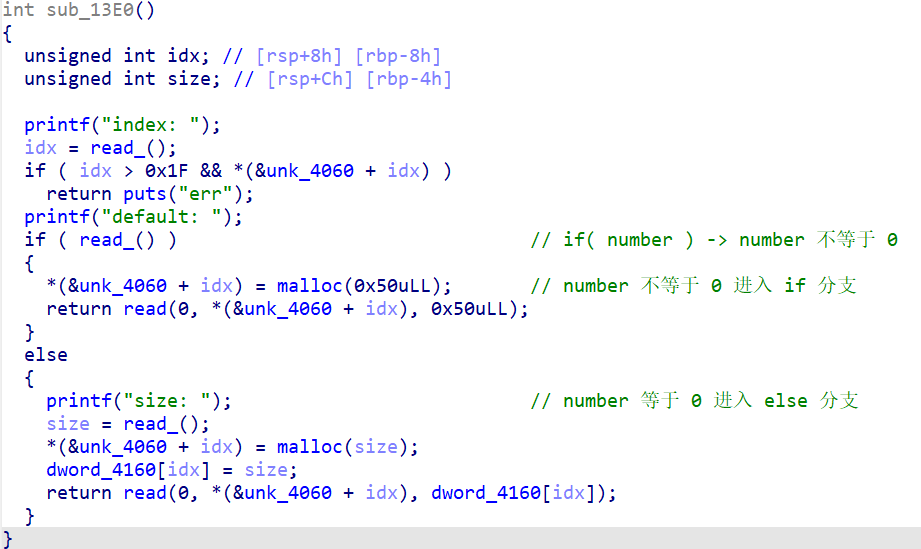 int sub_13E0()
{
  unsigned int idx; // [rsp+8h] [rbp-8h]
  unsigned int size; // [rsp+Ch] [rbp-4h]

  printf("index: ");
  idx = read_();
  if ( idx > 0x1F && *(&unk_4060 + idx) )
    return puts("err");
  printf("default: ");
  if ( read_() )                                // if( number ) -> number 不等于 0
  {
    *(&unk_4060 + idx) = malloc(0x50uLL);       // number 不等于 0 进入 if 分支
    return read(0, *(&unk_4060 + idx), 0x50uLL);
  }
  else
  {
    printf("size: ");                           // number 等于 0 进入 else 分支
    size = read_();
    *(&unk_4060 + idx) = malloc(size);
    dword_4160[idx] = size;
    return read(0, *(&unk_4060 + idx), dword_4160[idx]);
  }
}